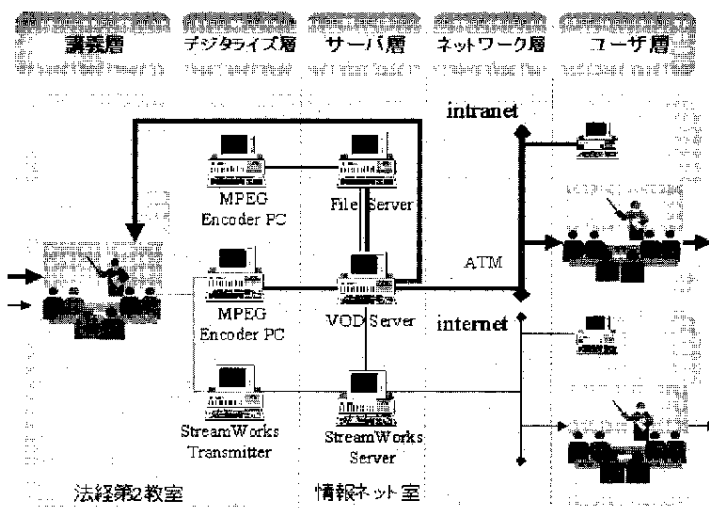 講義層
デジタライズ層
サーバ層
ネットワーク層
ユーザ層
intranet
MPEG
Encoder PC
File Server
ATM
MPEG
Encoder PC
VOD Server
internet
StreamWorks
Transmitter
StreamWorks
Server
法経第2教室
情報ネット室